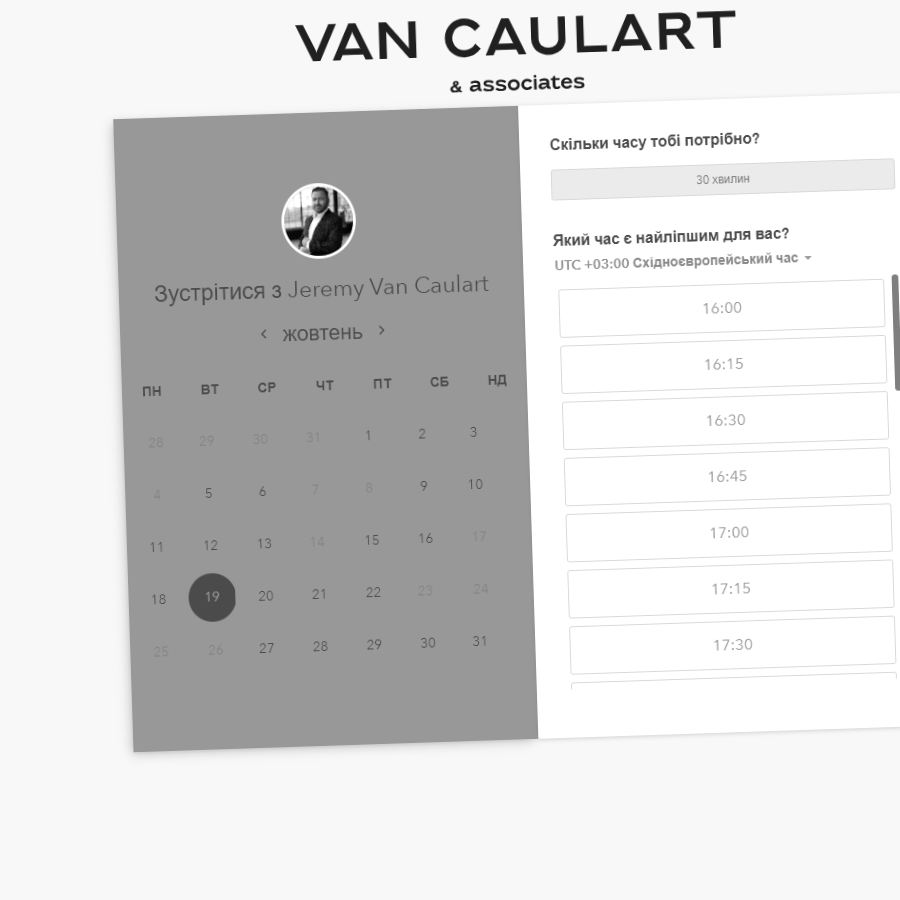 VAN CAULART
& associates
Зустрітися з Jeremy Van Caulart
‹ жовтень ›
ПН ВТ СР ЧТ ПТ СБ НД
28 29 30 31 1 2 3
4 5 6 7 8 9 10
11 12 13 14 15 16 17
18 19 20 21 22 23 24
25 26 27 28 29 30 31
Скільки часу тобі потрібно?
30 хвилин
Який час є найліпшим для вас?
UTC +03:00 Східноєвропейський час
16:00
16:15
16:30
16:45
17:00
17:15
17:30